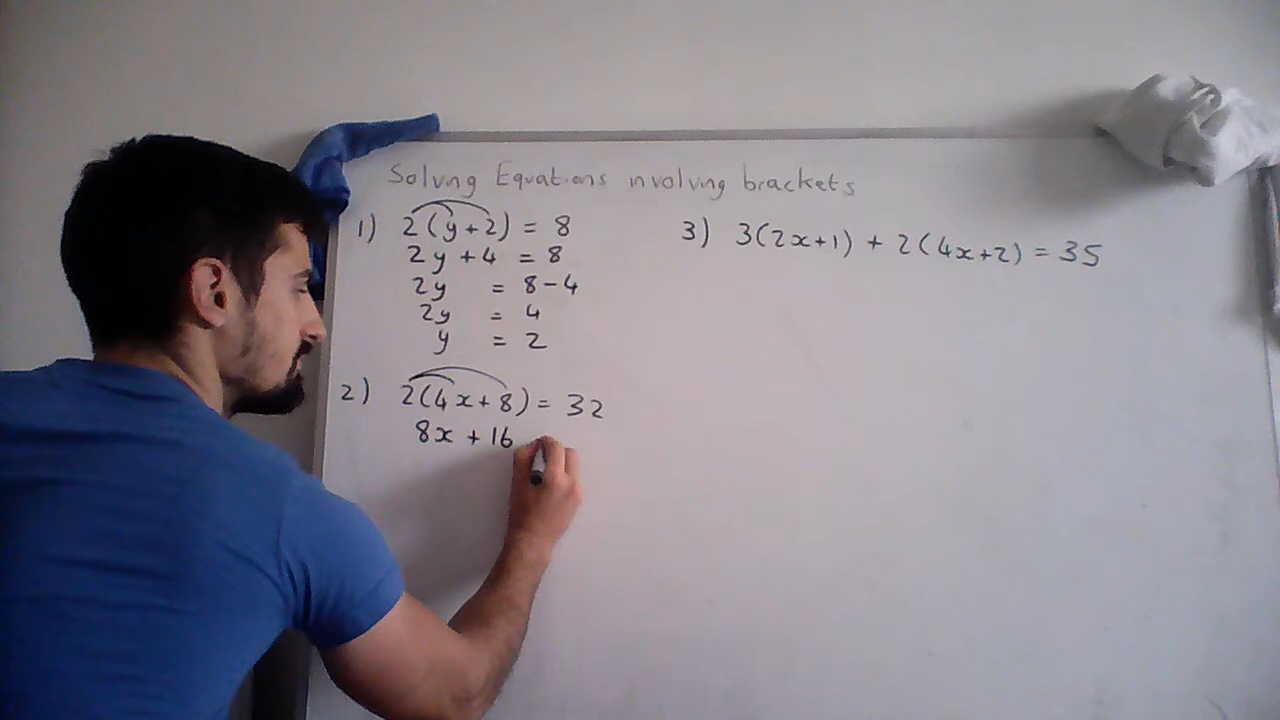 Solving Equations involving brackets
1) 2(y+2) = 8
2y +4 = 8
2y = 8-4
2y = 4
y = 2
2) 2(4x+8) = 32
8x +16
3) 3(2x+1) + 2(4x+2) = 35